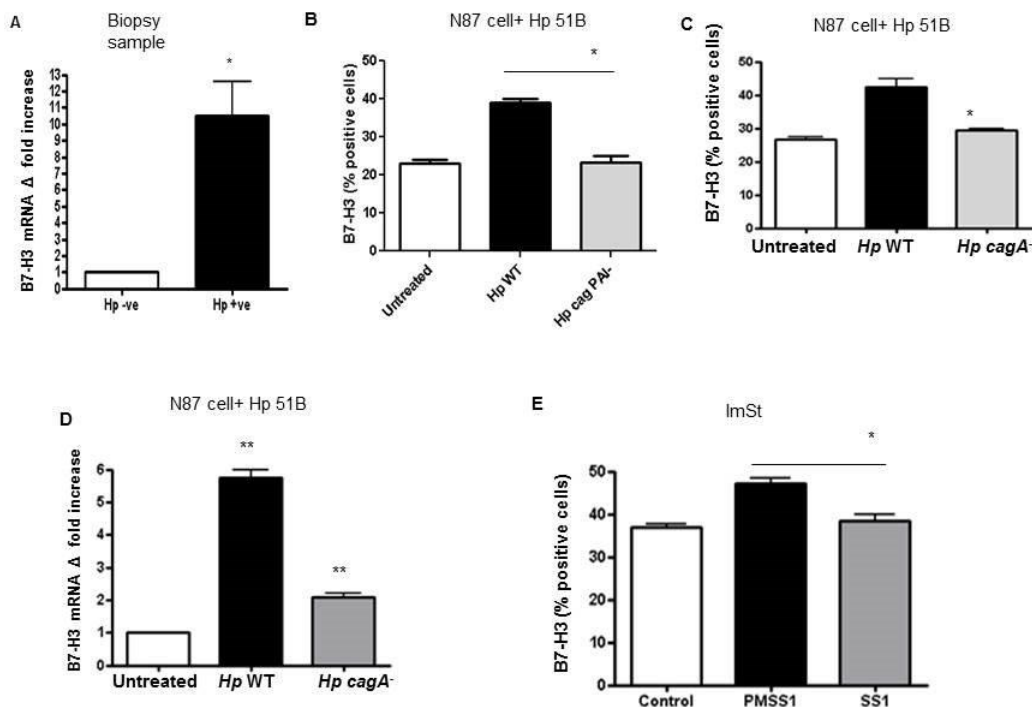 A
Biopsy
sample
B7-H3 mRNA Δ fold increase
13
12
11
10
9
8
7
6
5
4
3
2
1
0
*
Hp -ve
Hp +ve
B
N87 cell+ Hp 51B
B7-H3 (% positive cells)
50
40
30
20
10
0
*
Untreated
Hp WT
Hp cag PAI-
C
N87 cell+ Hp 51B
B7-H3 (% positive cells)
50
40
30
20
10
0
*
Untreated
Hp WT
Hp cagA-
D
N87 cell+ Hp 51B
B7-H3 mRNA Δ fold increase
6
5
4
2
1
0
**
**
Untreated
Hp WT
Hp cagA-
E
ImSt
B7-H3 (% positive cells)
50
40
30
20
10
0
*
Control
PMSS1
SS1